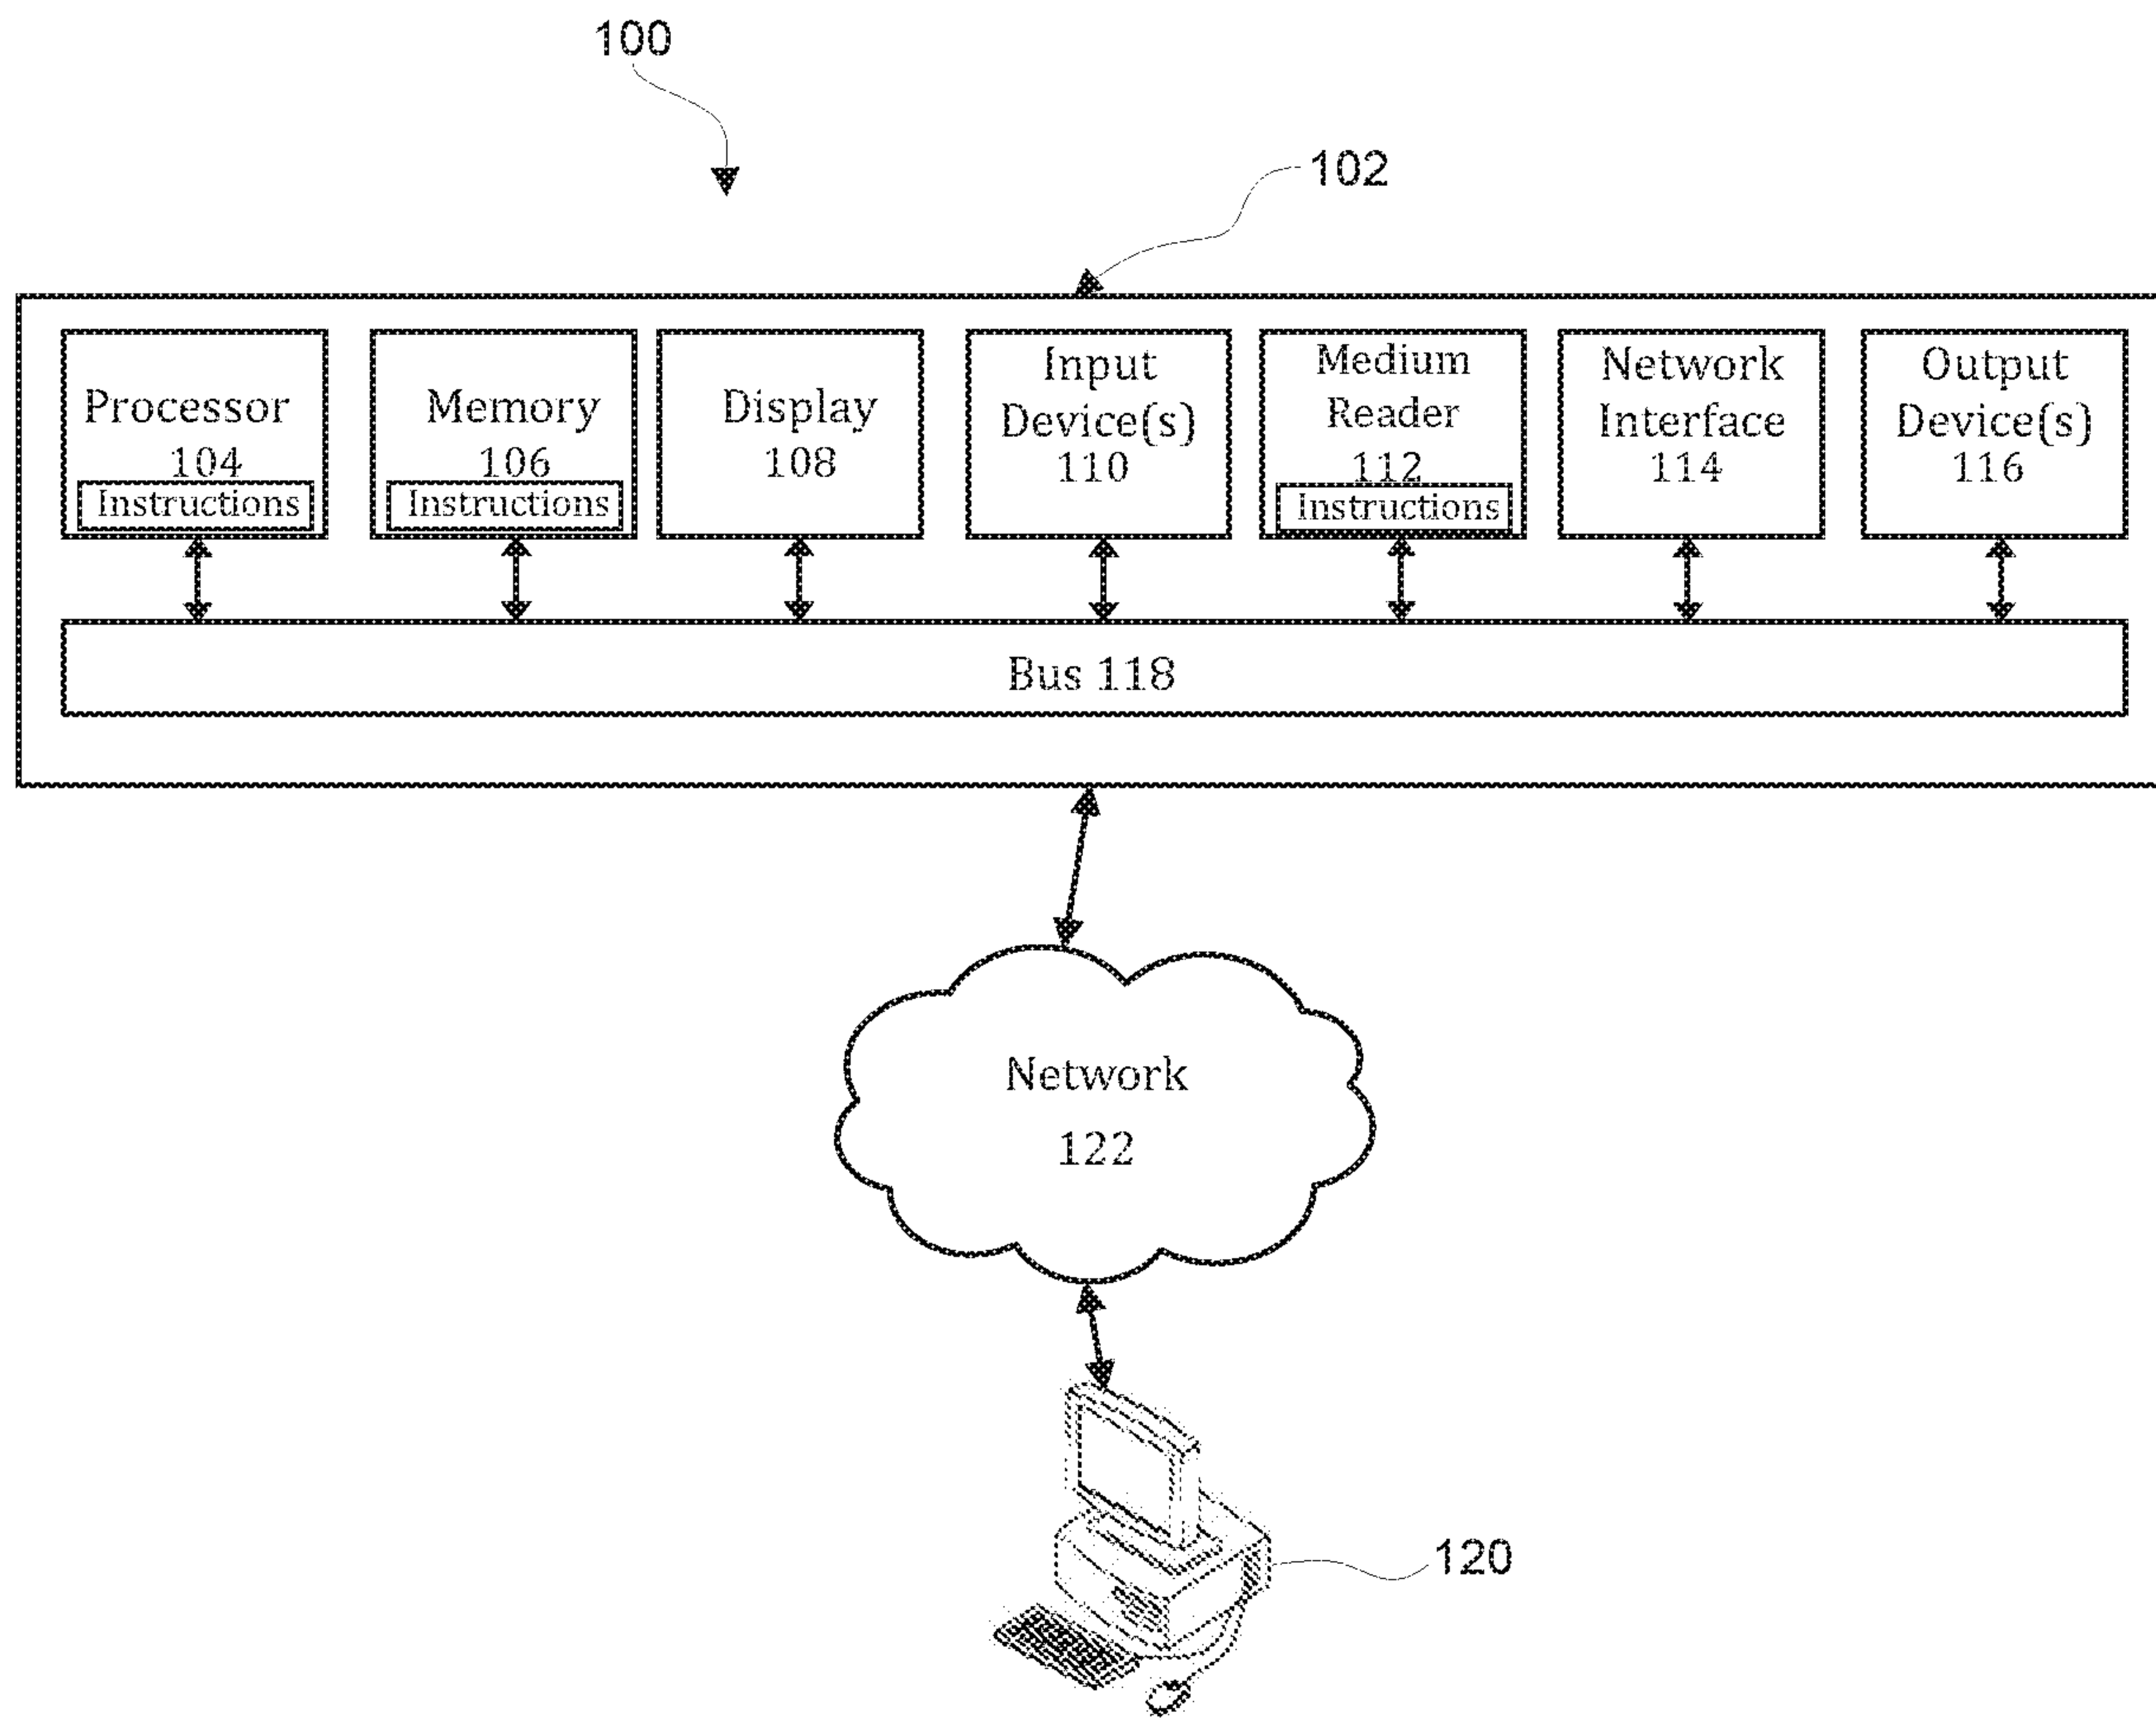 100
102
Processor
104
Instructions
Memory
106
Instructions
Display
108
Input
Device(s)
110
Medium
Reader
112
Instructions
Network
Interface
114
Output
Device(s)
116
Bus 118
Network
122
120